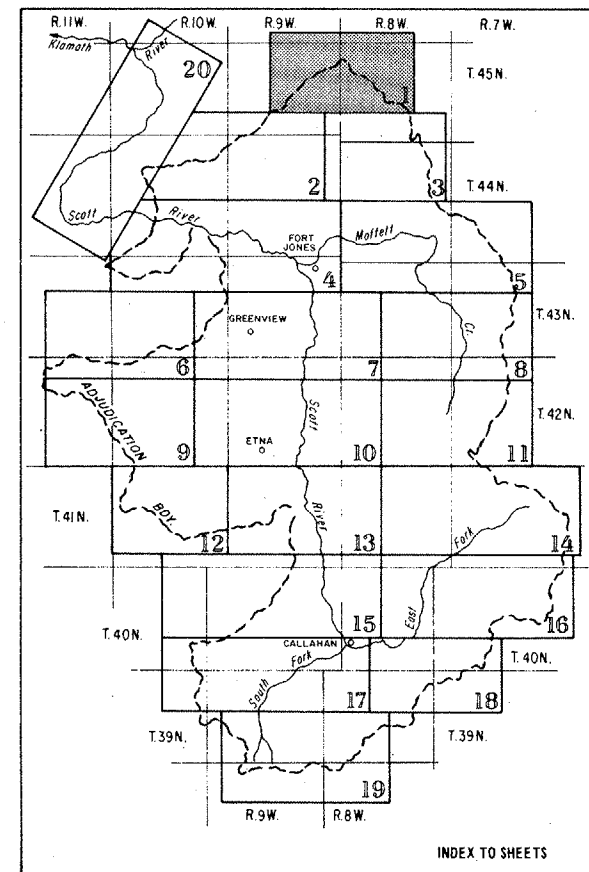 R.11W. R.10W. R.9W. R.8W. R.7W.
Klamath River
20
T.45N.
1
2
3
T.44N.
Scott River
FORT
JONES
Moffett
4
5
GREENVIEW
Cr.
T.43N.
6
7
8
ADJUDICATION
Scott
T.42N.
ETNA
9
10
11
T.41N.
BDY.
River
Fork
12
13
14
East
T.40N.
15
16
CALLAHAN
Fork
T.40N.
South
17
18
T.39N.
T.39N.
19
R.9W. R.8W.
INDEX TO SHEETS